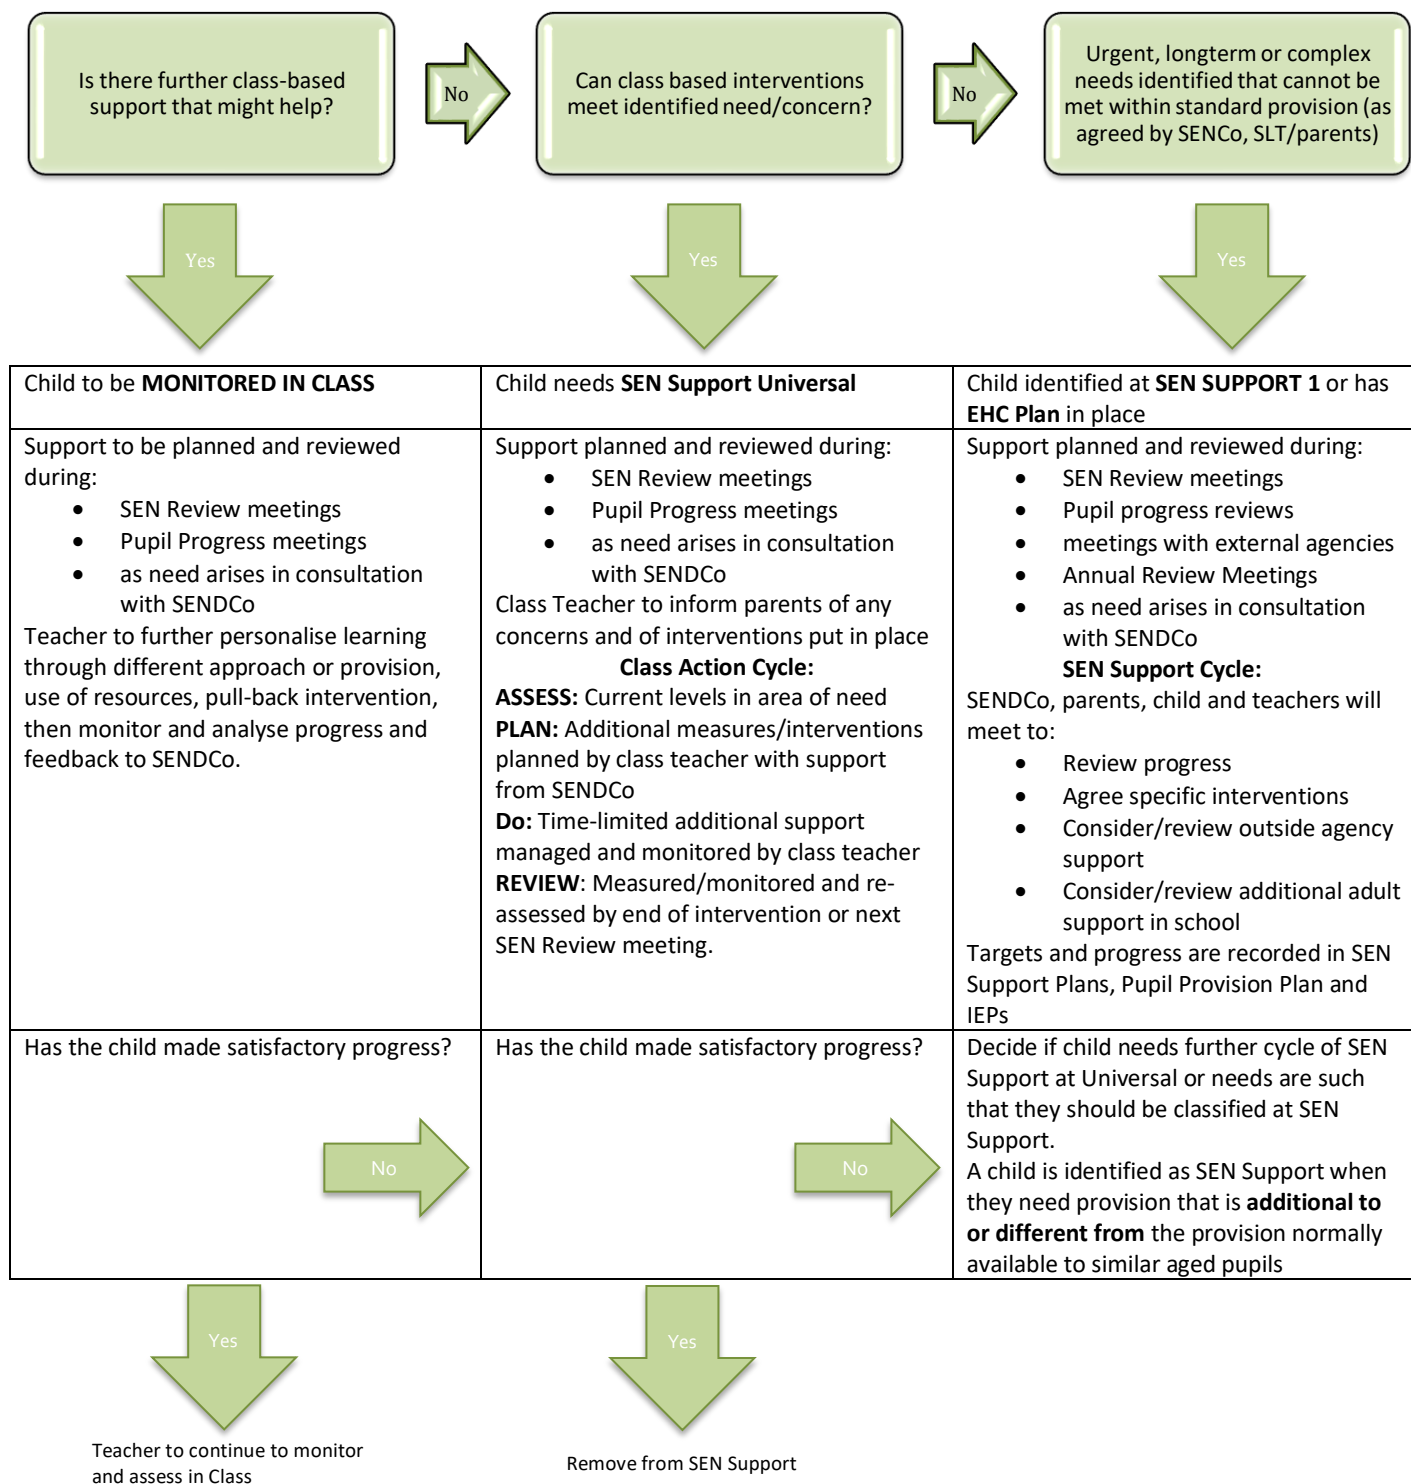 Is there further class-based
support that might help?
No
Can class based interventions
meet identified need/concern?
No
Urgent, longterm or complex
needs identified that cannot be
met within standard provision (as
agreed by SENCo, SLT/parents)
Yes
Yes
Yes
Child to be MONITORED IN CLASS
Child needs SEN Support Universal
Child identified at SEN SUPPORT 1 or has
EHC Plan in place
Support to be planned and reviewed
during:
• SEN Review meetings
• Pupil Progress meetings
• as need arises in consultation
with SENDCo
Teacher to further personalise learning
through different approach or provision,
use of resources, pull-back intervention,
then monitor and analyse progress and
feedback to SENDCo.
Support planned and reviewed during:
• SEN Review meetings
• Pupil Progress meetings
• as need arises in consultation
with SENDCo
Class Teacher to inform parents of any
concerns and of interventions put in place
Class Action Cycle:
ASSESS: Current levels in area of need
PLAN: Additional measures/interventions
planned by class teacher with support
from SENDCo
Do: Time-limited additional support
managed and monitored by class teacher
REVIEW: Measured/monitored and re-
assessed by end of intervention or next
SEN Review meeting.
Support planned and reviewed during:
• SEN Review meetings
• Pupil progress reviews
• meetings with external agencies
• Annual Review Meetings
• as need arises in consultation
with SENDCo
SEN Support Cycle:
SENDCo, parents, child and teachers will
meet to:
• Review progress
• Agree specific interventions
• Consider/review outside agency
support
• Consider/review additional adult
support in school
Targets and progress are recorded in SEN
Support Plans, Pupil Provision Plan and
IEPs
Has the child made satisfactory progress?
No
Has the child made satisfactory progress?
No
Decide if child needs further cycle of SEN
Support at Universal or needs are such
that they should be classified at SEN
Support.
A child is identified as SEN Support when
they need provision that is additional to
or different from the provision normally
available to similar aged pupils
Yes
Yes
Teacher to continue to monitor
and assess in Class
Remove from SEN Support